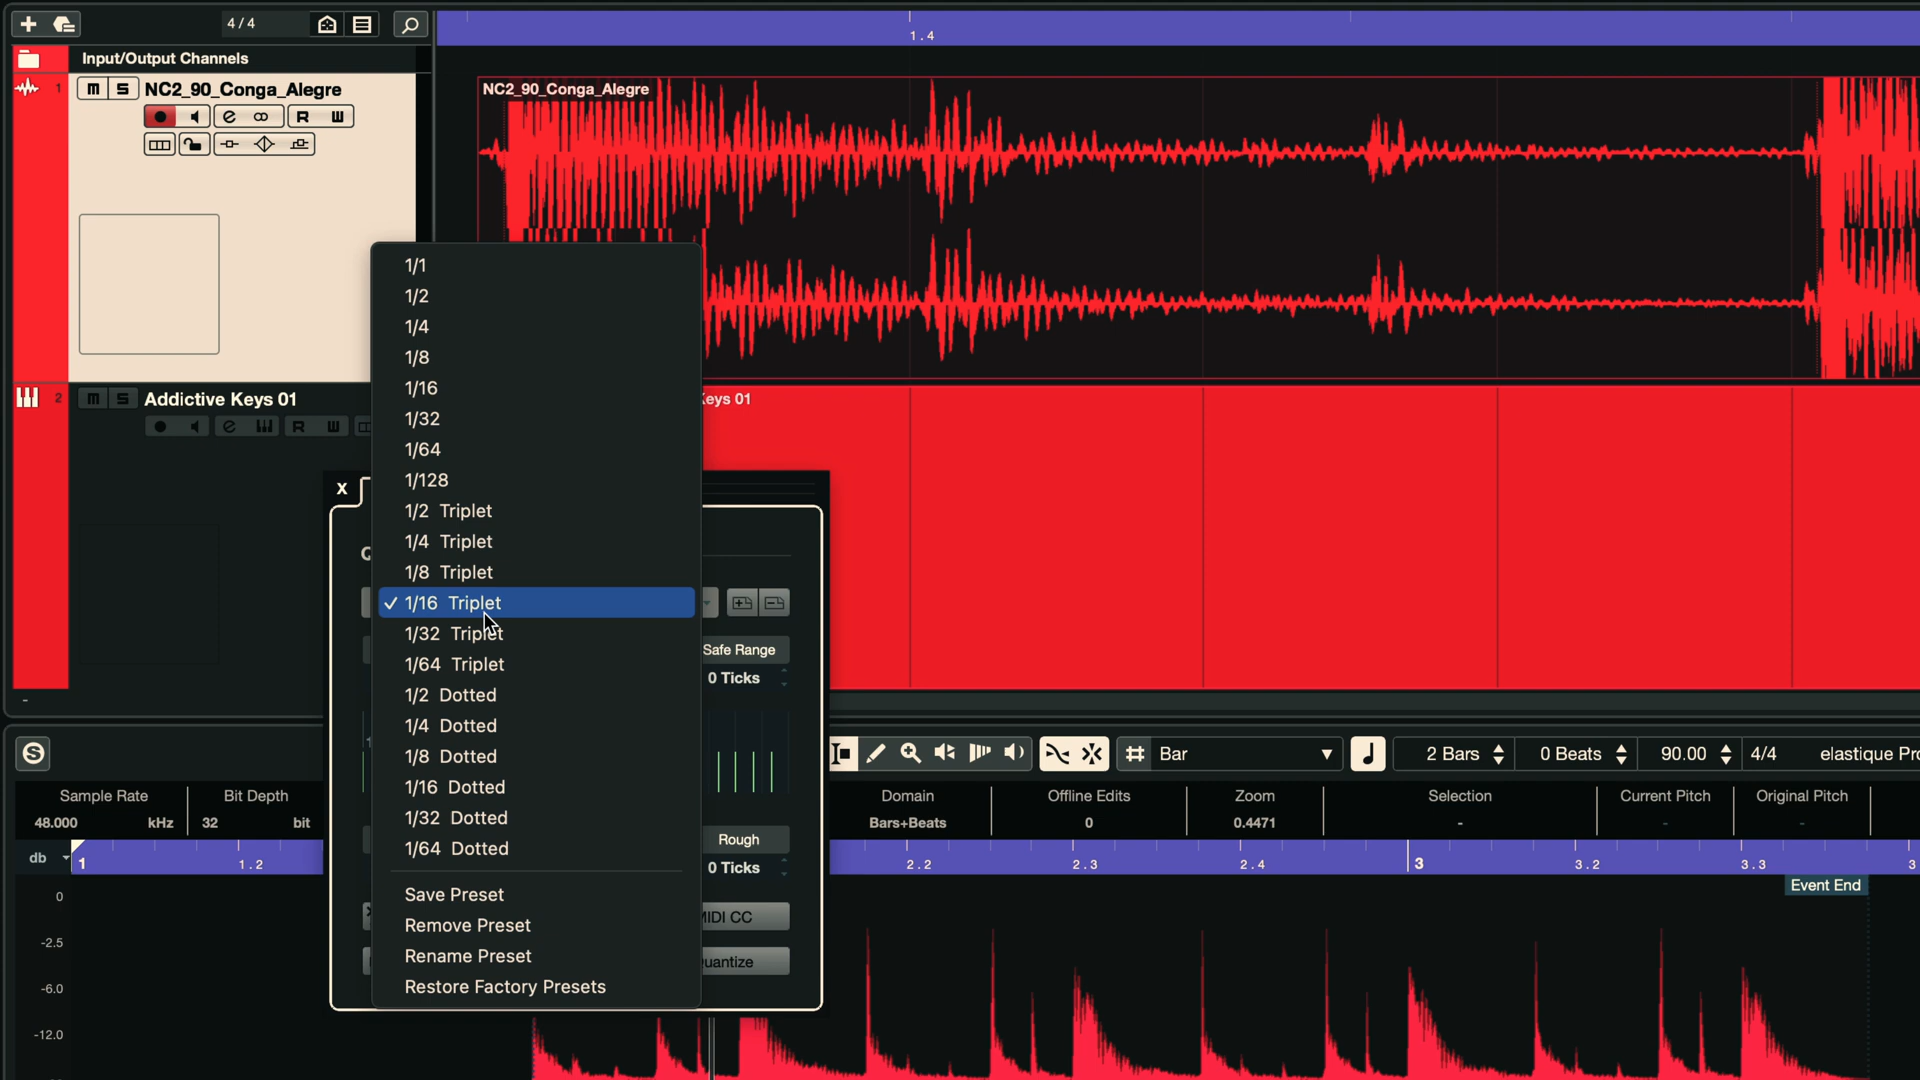 4/4
1.4
Input/Output Channels
1
m S NC2_90_Conga_Alegre
R W
NC2_90_Conga_Alegre
2
m S Addictive Keys 01
R W
Keys 01
X
1/1
1/2
1/4
1/8
1/16
1/32
1/64
1/128
1/2 Triplet
1/4 Triplet
1/8 Triplet
✓ 1/16 Triplet
1/32 Triplet
1/64 Triplet
1/2 Dotted
1/4 Dotted
1/8 Dotted
1/16 Dotted
1/32 Dotted
1/64 Dotted
Save Preset
Remove Preset
Rename Preset
Restore Factory Presets
Safe Range
0 Ticks
Rough
0 Ticks
MIDI CC
Quantize
S
Bar
2 Bars
0 Beats
90.00
4/4
elastique Pro
Sample Rate
48.000 kHz
Bit Depth
32 bit
Domain
Bars+Beats
Offline Edits
0
Zoom
0.4471
Selection
-
Current Pitch
-
Original Pitch
-
db
1
1.2
2.2
2.3
2.4
3
3.2
3.3
3
Event End
0
-2.5
-6.0
-12.0